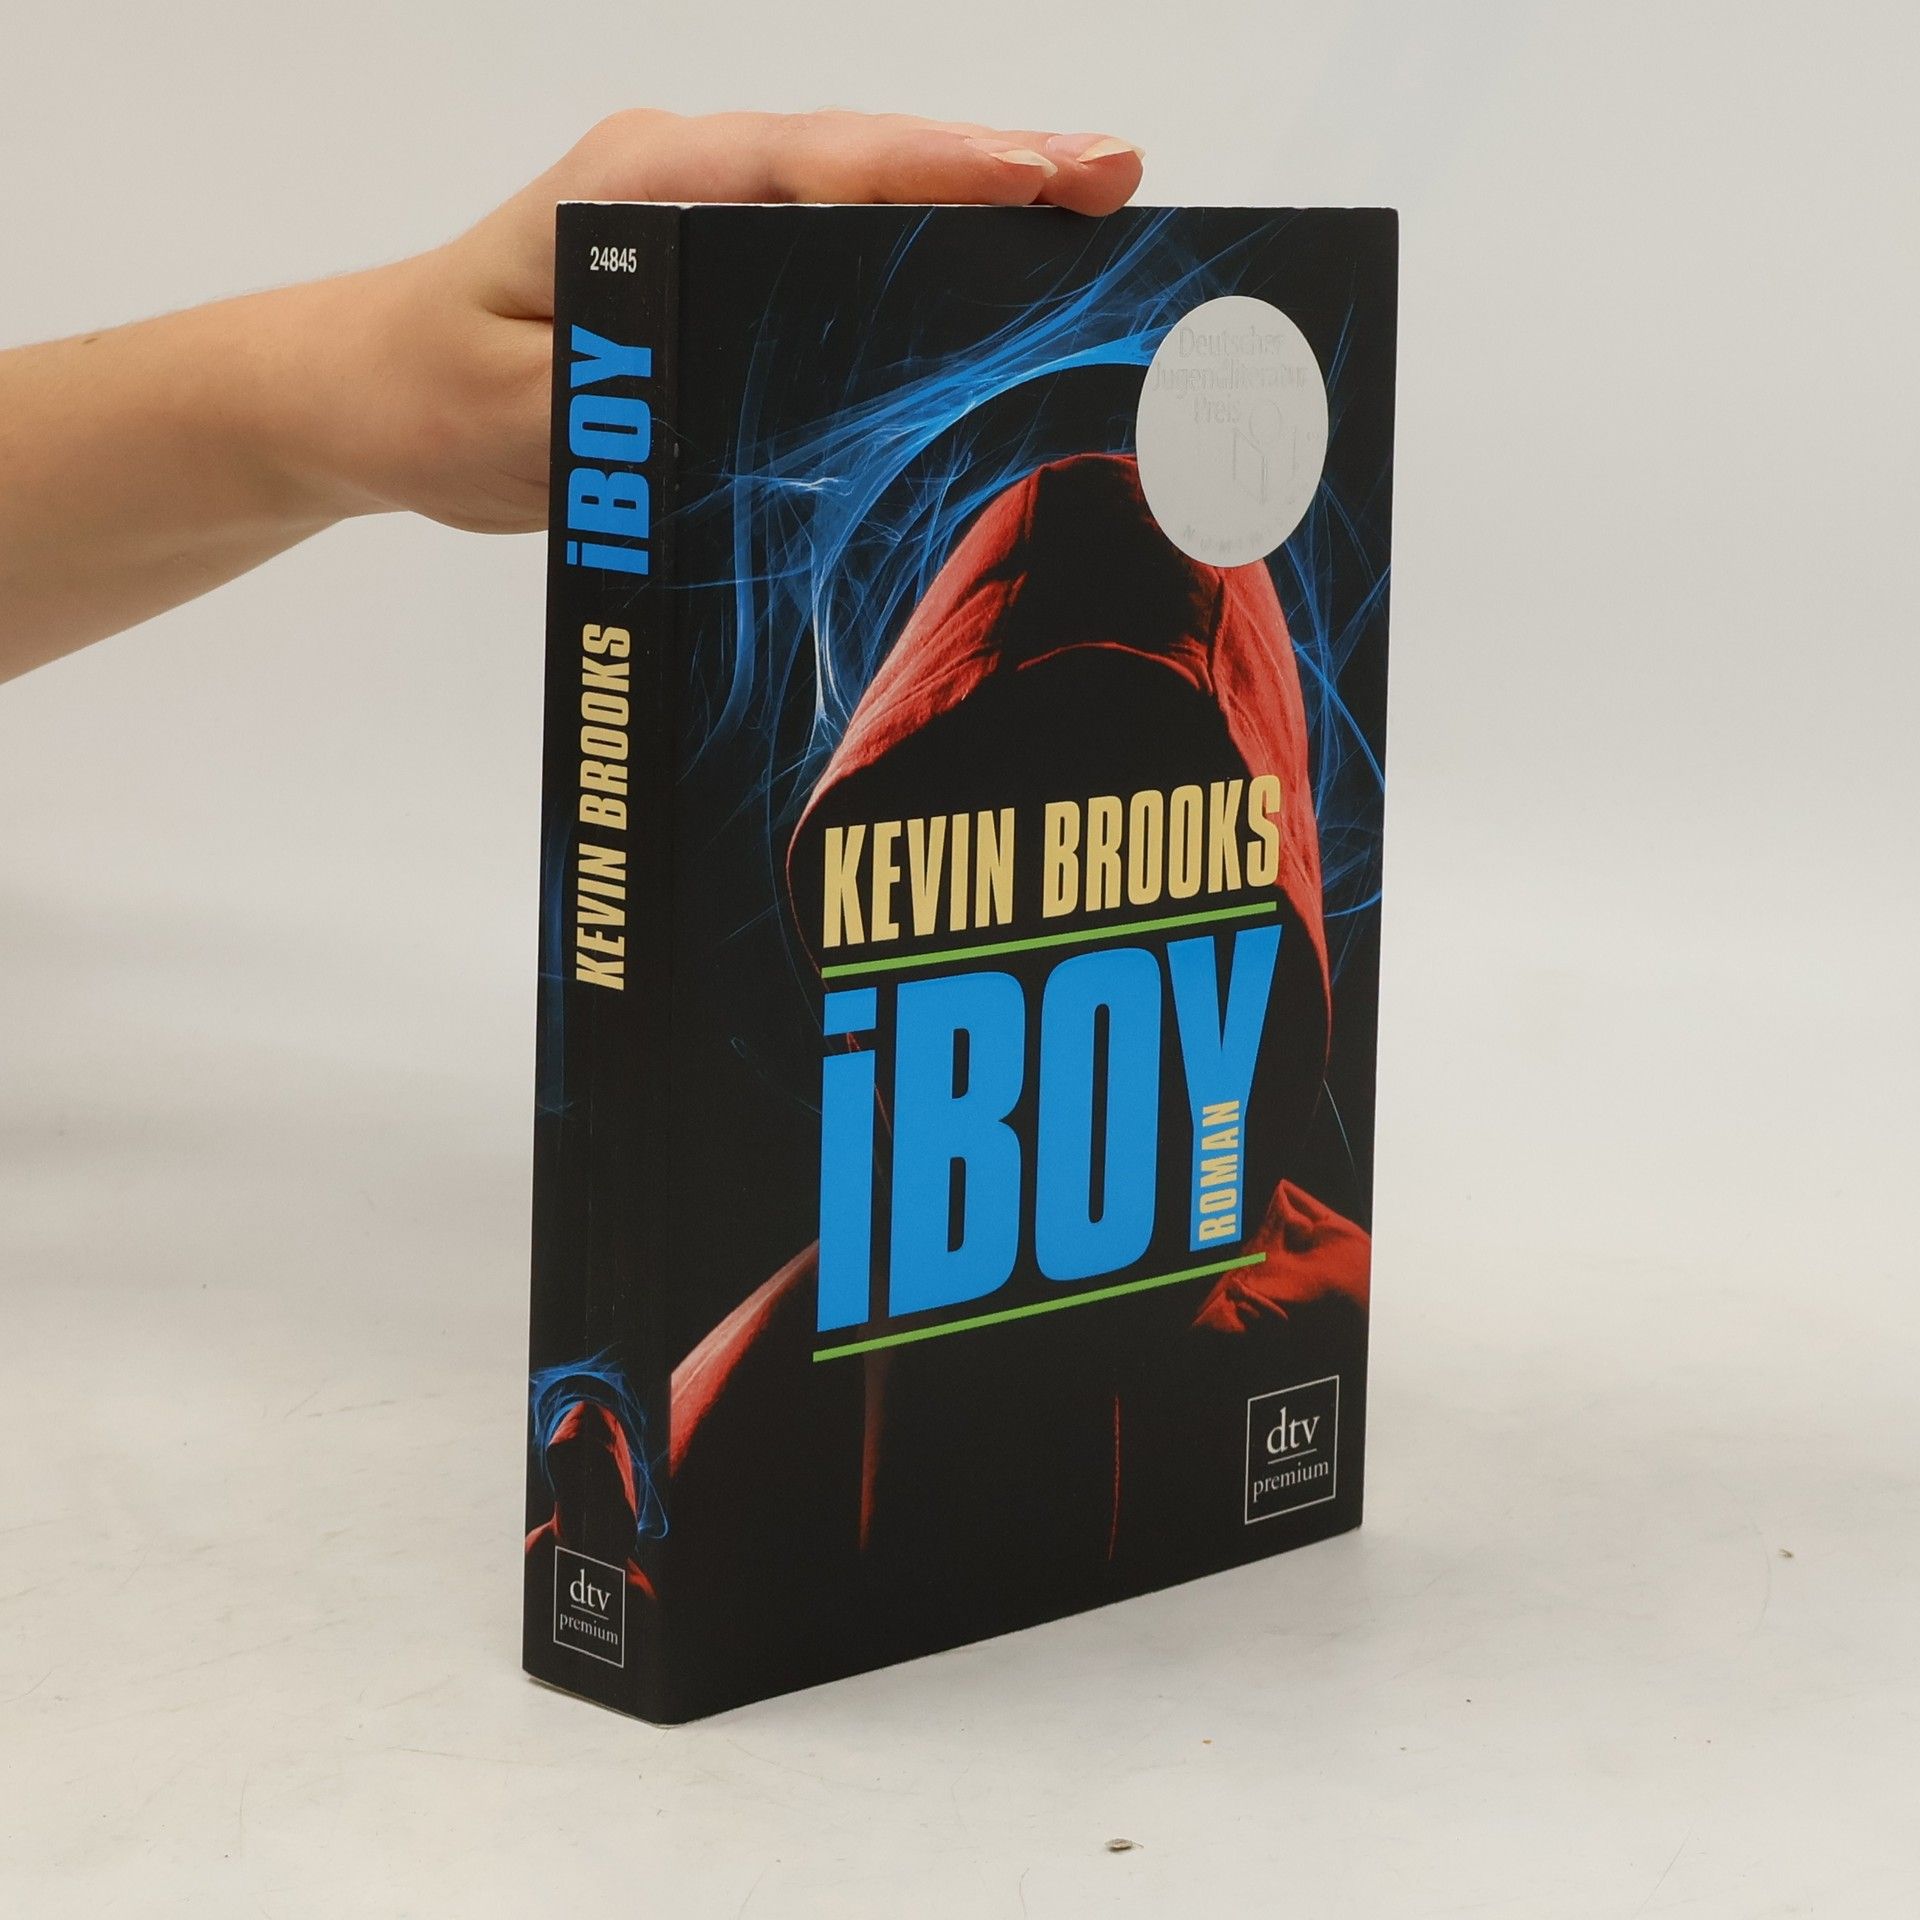 24845
iBOY
KEVIN BROOKS
dtv
premium
Deutscher
Jugendliteratur
Preis
KEVIN BROOKS
iBOY
ROMAN
dtv
premium